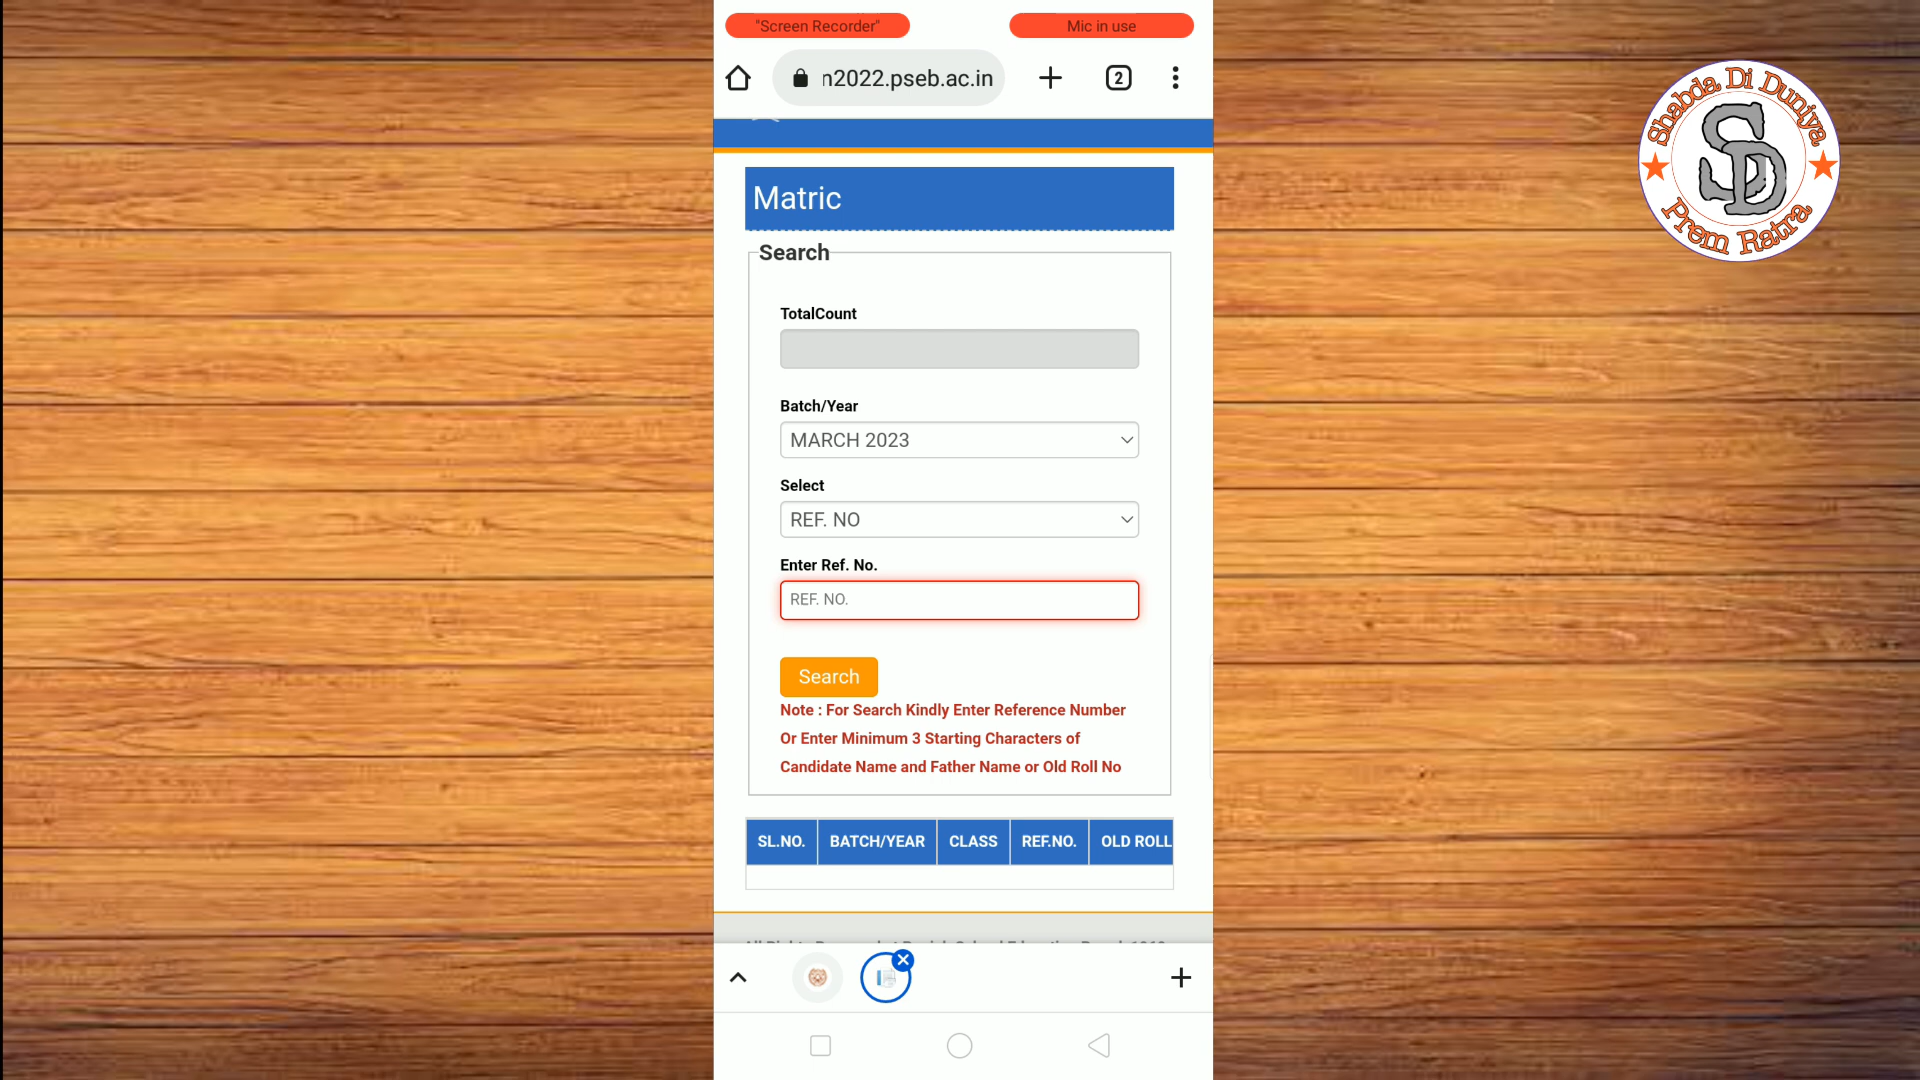 "Screen Recorder"
Mic in use
n2022.pseb.ac.in
2
Matric
Search
TotalCount
Batch/Year
MARCH 2023
Select
REF. NO
Enter Ref. No.
REF. NO.
Search
Note : For Search Kindly Enter Reference Number
Or Enter Minimum 3 Starting Characters of
Candidate Name and Father Name or Old Roll No
SL.NO. BATCH/YEAR CLASS REF.NO. OLD ROLL
Shabda Di Duniya
SD
Prem Ratra